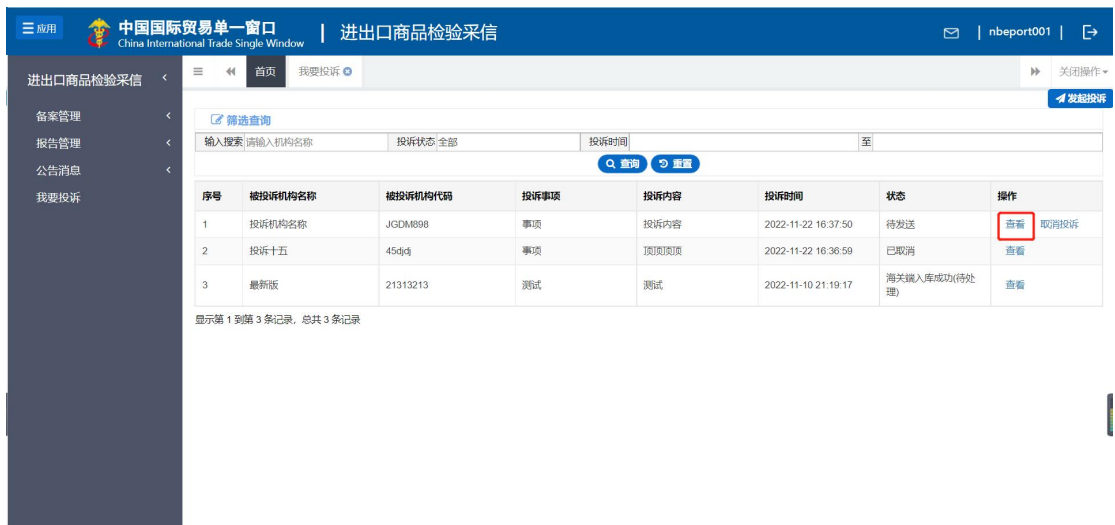 应用 中国国际贸易单一窗口 | 进出口商品检验采信 | nbeport001 |
China International Trade Single Window
进出口商品检验采信 首页 我要投诉 关闭操作
发起投诉
备案管理
报告管理
公告消息
我要投诉
筛选查询
输入搜索 请输入机构名称 投诉状态 全部 投诉时间 至
查询 重置
序号 被投诉机构名称 被投诉机构代码 投诉事项 投诉内容 投诉时间 状态 操作
1 投诉机构名称 JGDM898 事项 投诉内容 2022-11-22 16:37:50 待发送 查看 取消投诉
2 投诉十五 45djdj 事项 顶顶顶顶 2022-11-22 16:36:59 已取消 查看
3 最新版 21313213 测试 测试 2022-11-10 21:19:17 海关端入库成功(待处
理) 查看
显示第 1 到第 3 条记录，总共 3 条记录